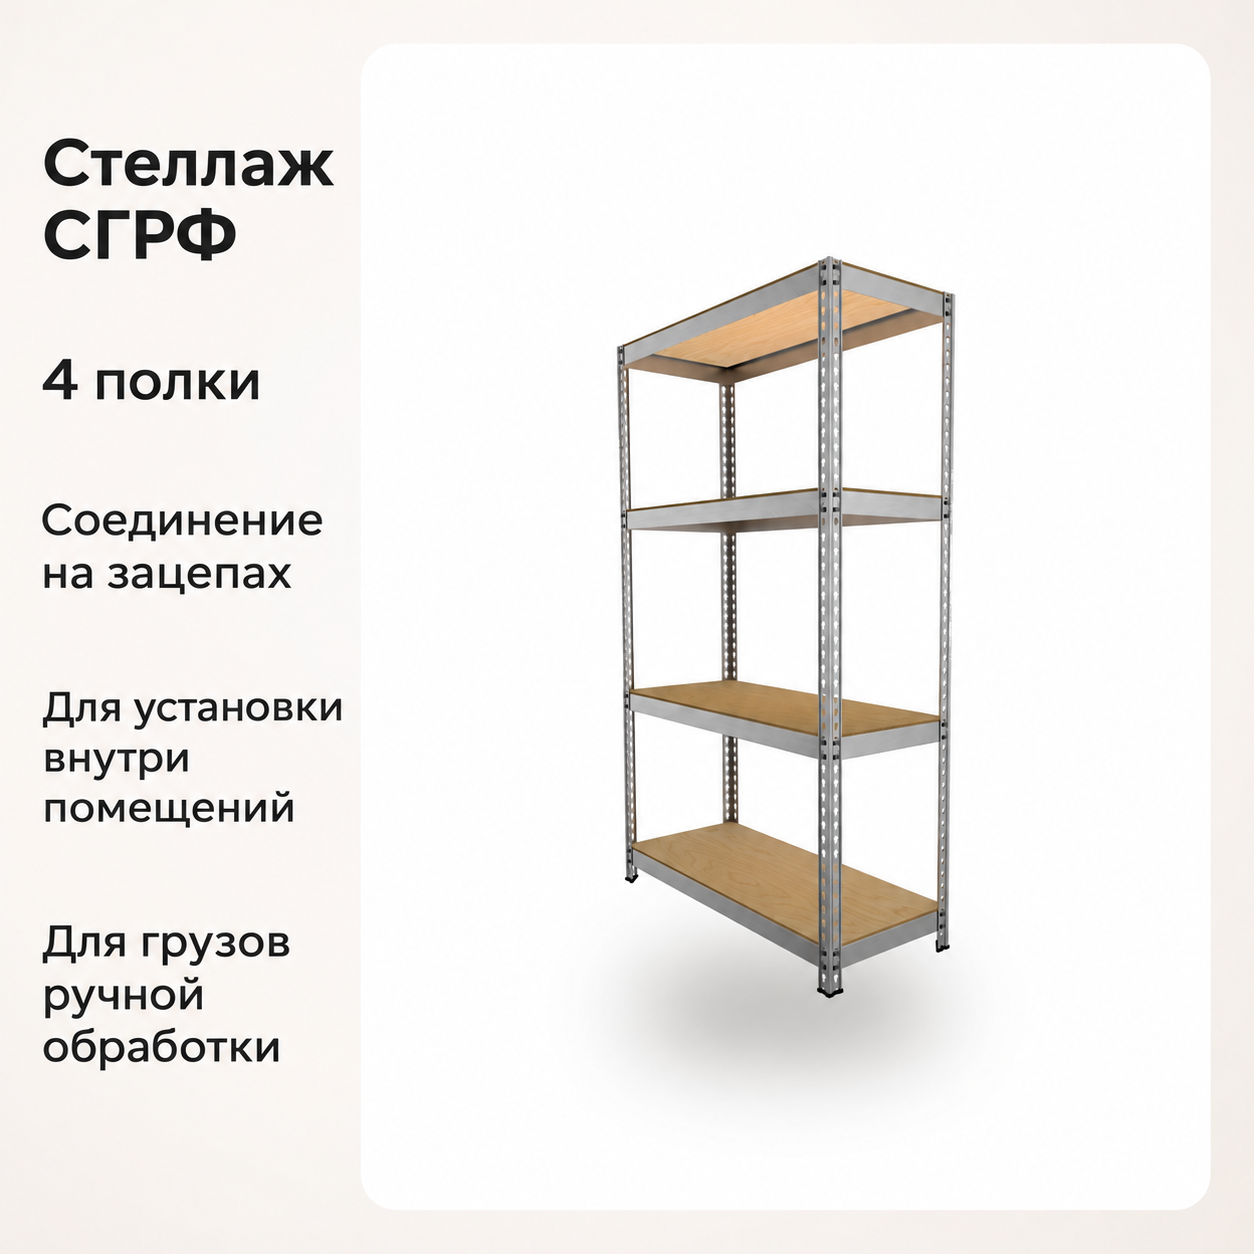 Стеллаж
СГРФ
4 полки
Соединение
на зацепах
Для установки
внутри
помещений
Для грузов
ручной
обработки